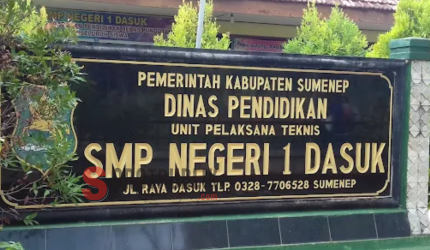 SMP NEGERI 1 DASUK
PEMERINTAH KABUPATEN SUMENEP
DINAS PENDIDIKAN
UNIT PELAKSANA TEKNIS
SMP NEGERI 1 DASUK
JL. RAYA DASUK TLP. 0328-7706528 SUMENEP